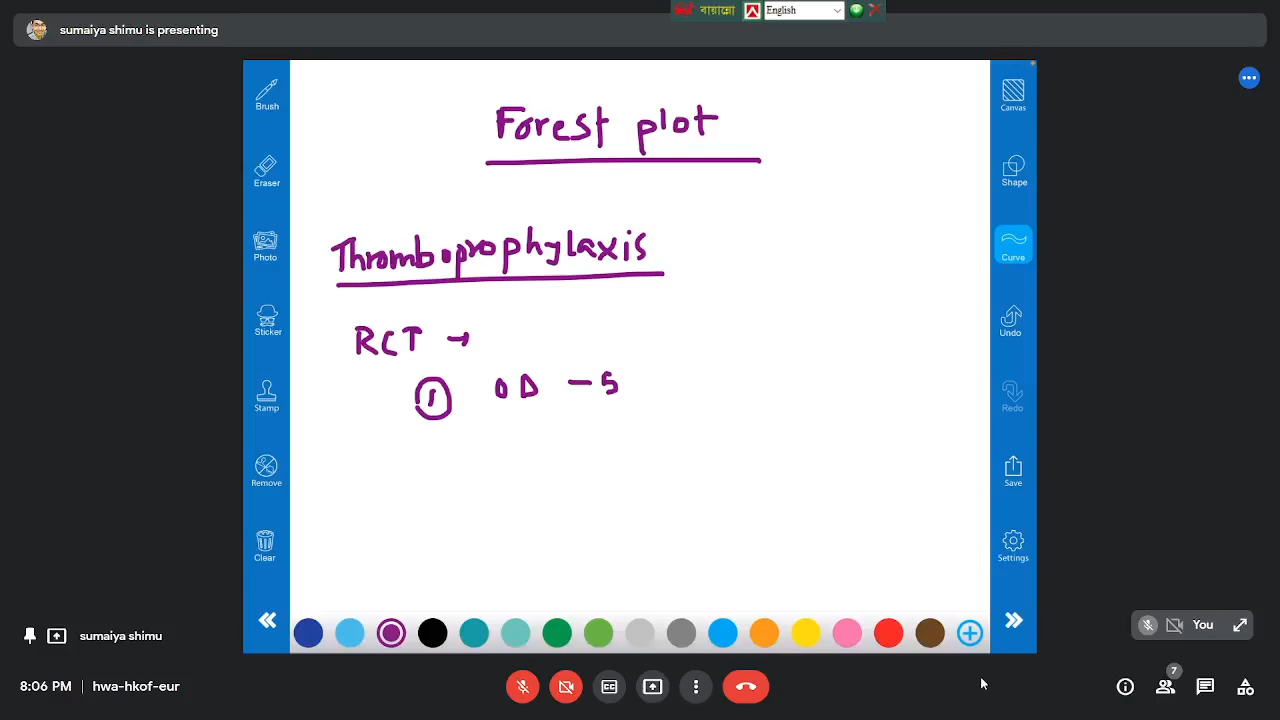 বায়ান্নো English
sumaiya shimu is presenting
Brush
Eraser
Photo
Sticker
Stamp
Remove
Clear
Forest plot
Thromboprophylaxis
RCT →
1 OD – 5
Canvas
Shape
Curve
Undo
Redo
Save
Settings
sumaiya shimu
You
8:06 PM | hwa-hkof-eur
7